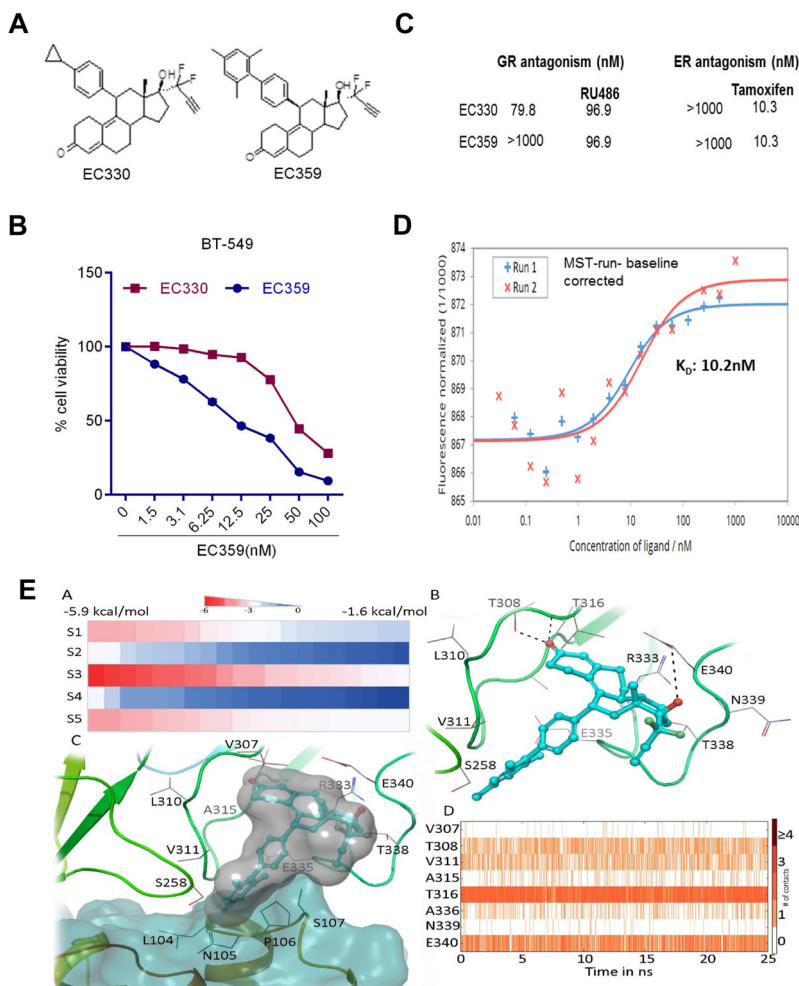 A
OH
F
F
O
EC330
OH
F
F
O
EC359
C
GR antagonism (nM) ER antagonism (nM)
RU486 Tamoxifen
EC330 79.8 96.9 >1000 10.3
EC359 >1000 96.9 >1000 10.3
B
BT-549
EC330 EC359
% cell viability
150
100
50
0
0 1.5 3.1 6.25 12.5 25 50 100
EC359(nM)
D
Run 1
Run 2
MST-run- baseline
corrected
K_D: 10.2nM
Fluorescence normalized (1/1000)
874
873
872
871
870
869
868
867
866
865
0.01 0.1 1 10 100 1000 10000
Concentration of ligand / nM
E
A
-5.9 kcal/mol -6 -3 0 -1.6 kcal/mol
S1
S2
S3
S4
S5
B
T308 T316
L310
R333
E340
N339
V311
E335
T338
S258
C
V307
L310
R333
E340
A315
V311
T338
E335
S258
S107
L104
P106
N105
D
V307
T308
V311
A315
T316
A336
N339
E340
0 5 10 15 20 25
Time in ns
≥4
3
1
0
# of contacts